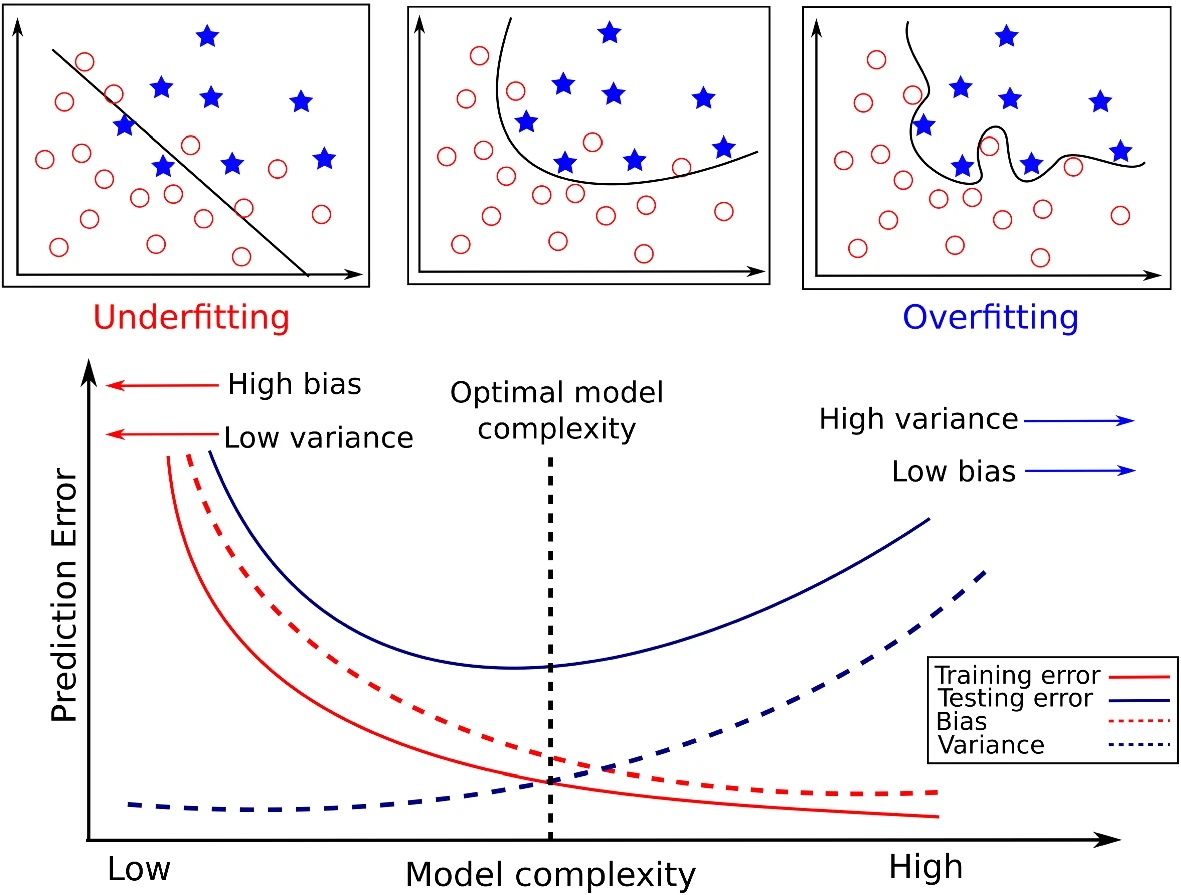 Underfitting
Overfitting
High bias
Low variance
Optimal model
complexity
High variance
Low bias
Prediction Error
Training error
Testing error
Bias
Variance
Low
Model complexity
High